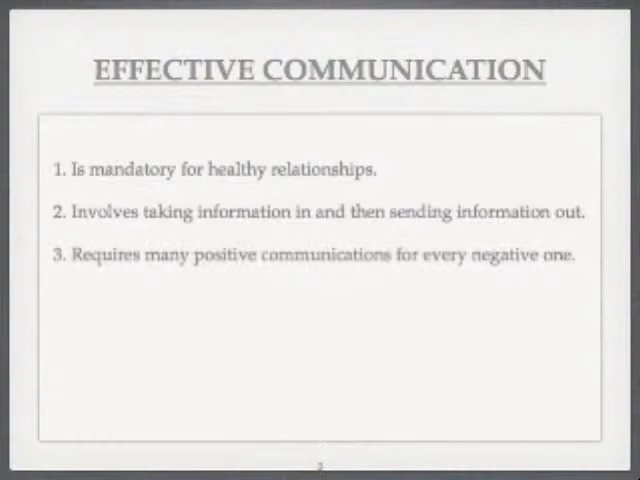 EFFECTIVE COMMUNICATION
1. Is mandatory for healthy relationships.
2. Involves taking information in and then sending information out.
3. Requires many positive communications for every negative one.